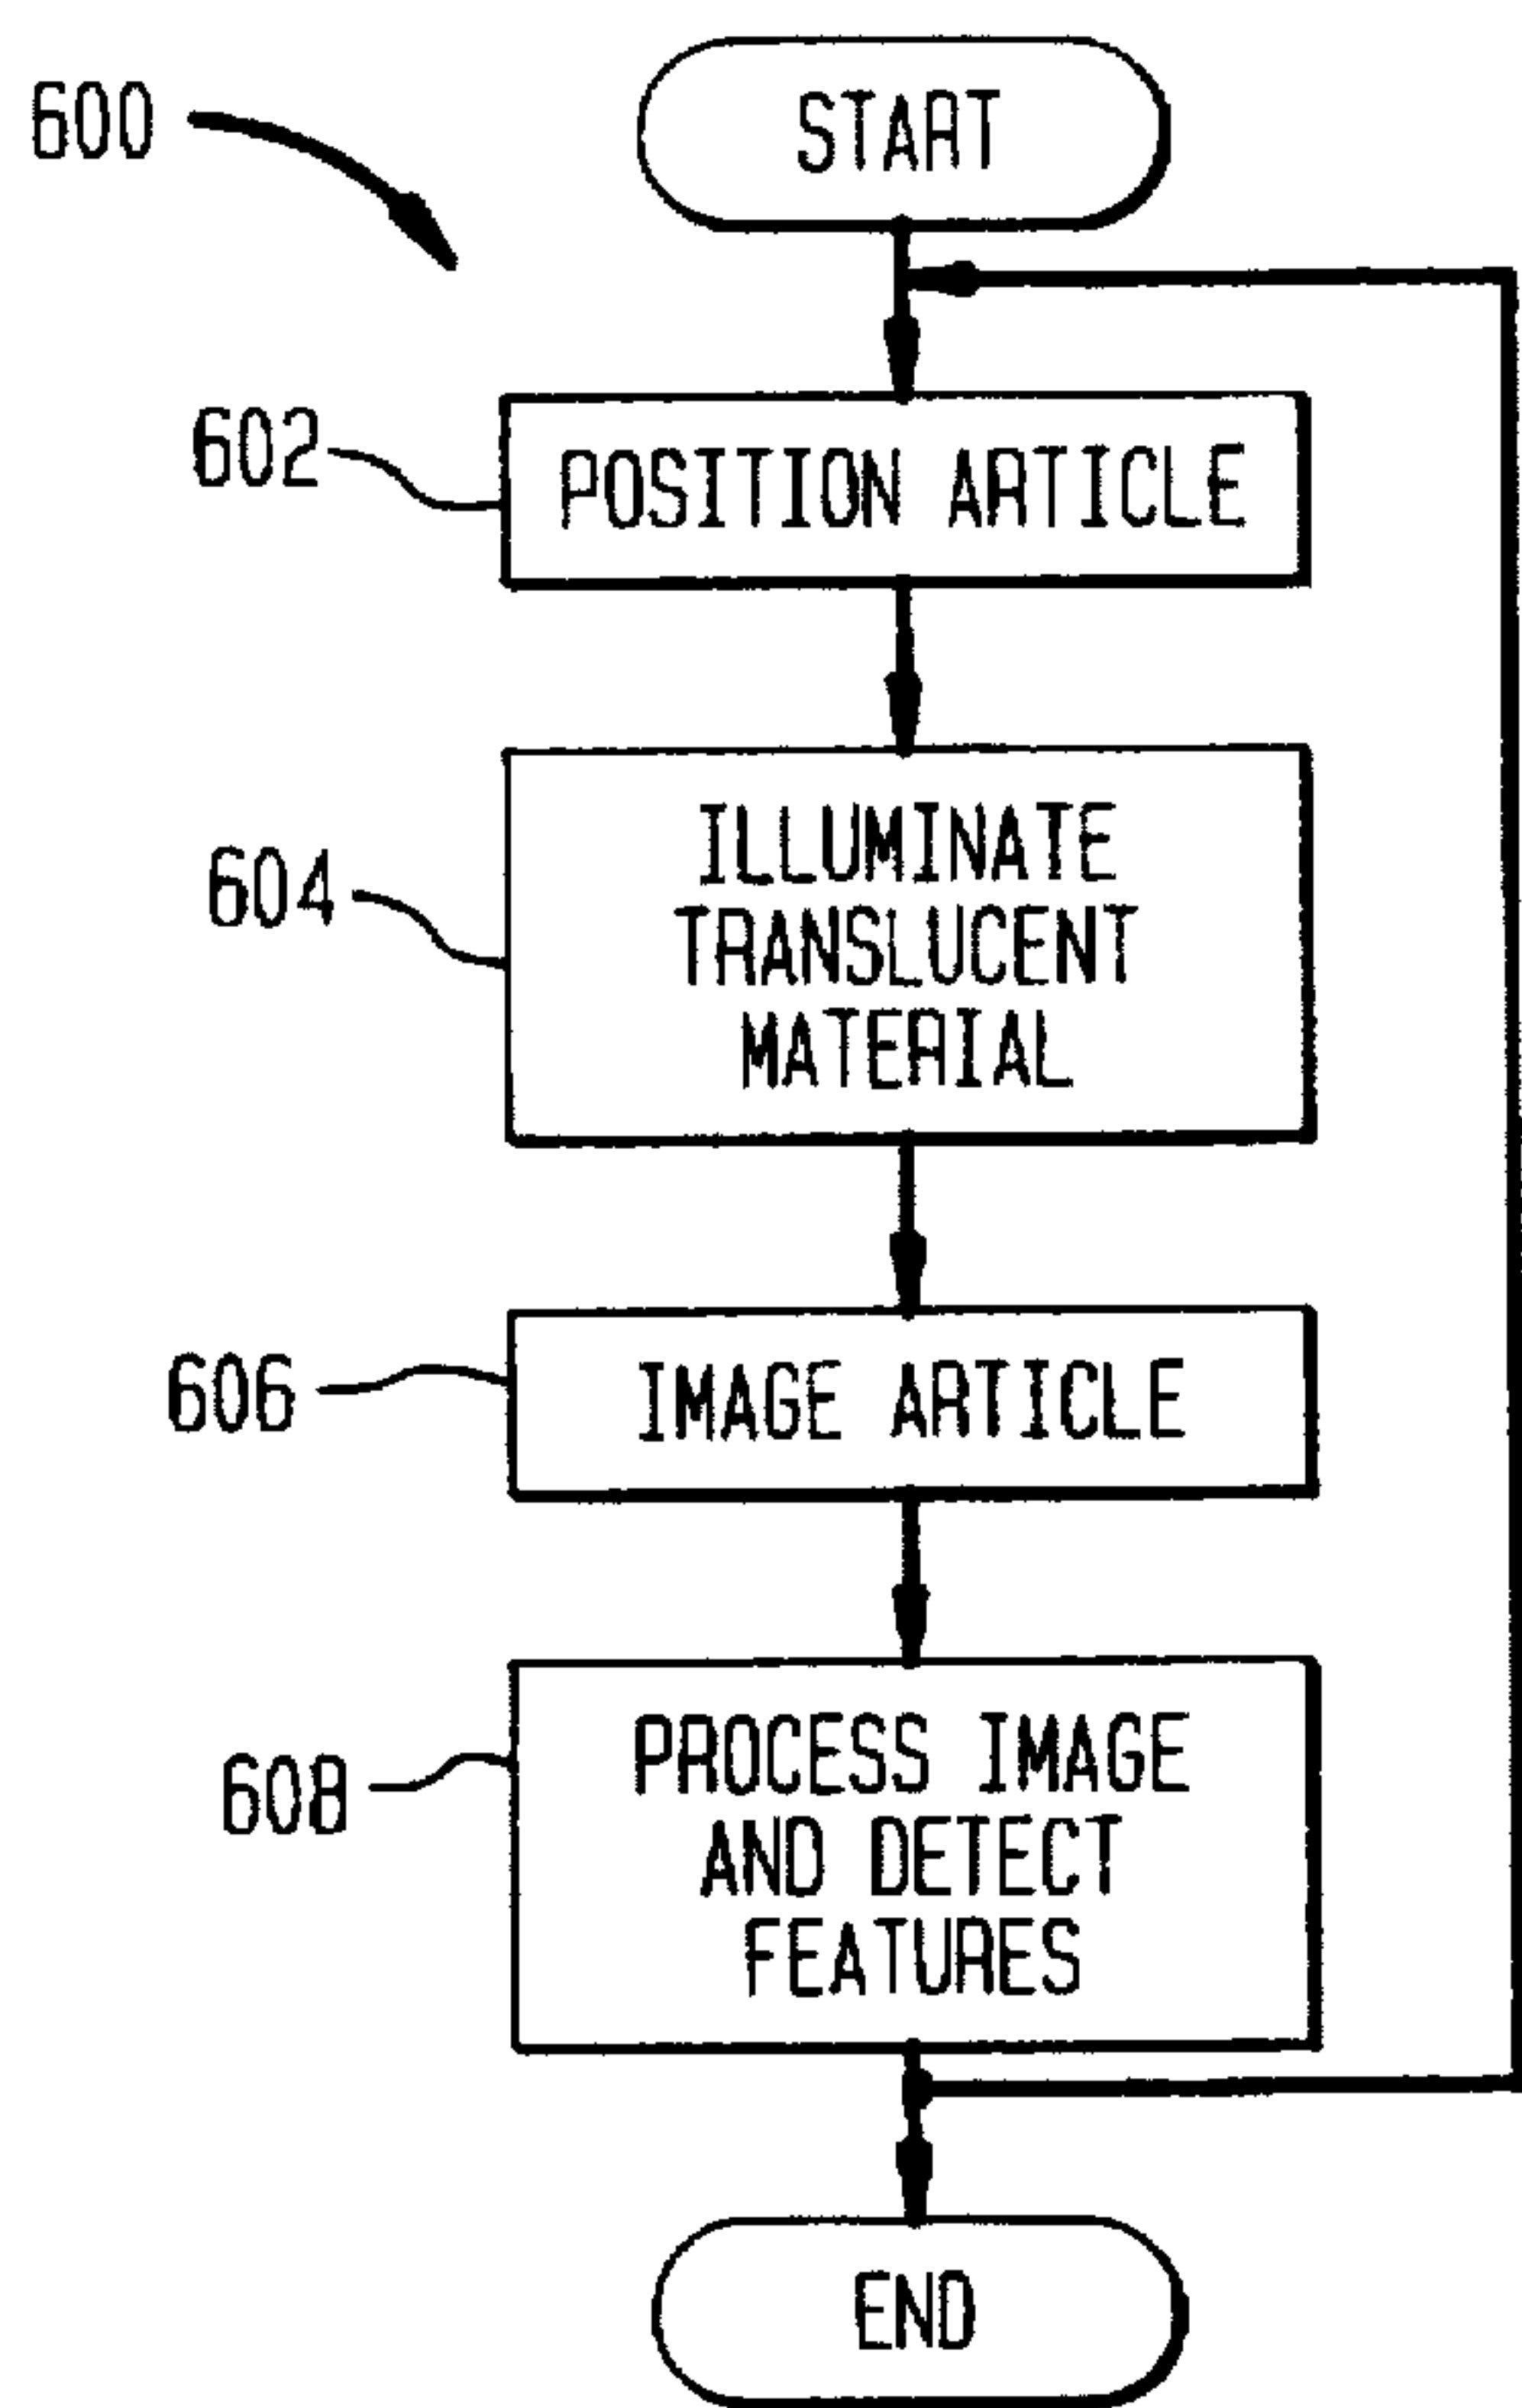 600
START
602
POSITION ARTICLE
604
ILLUMINATE
TRANSLUCENT
MATERIAL
606
IMAGE ARTICLE
608
PROCESS IMAGE
AND DETECT
FEATURES
END